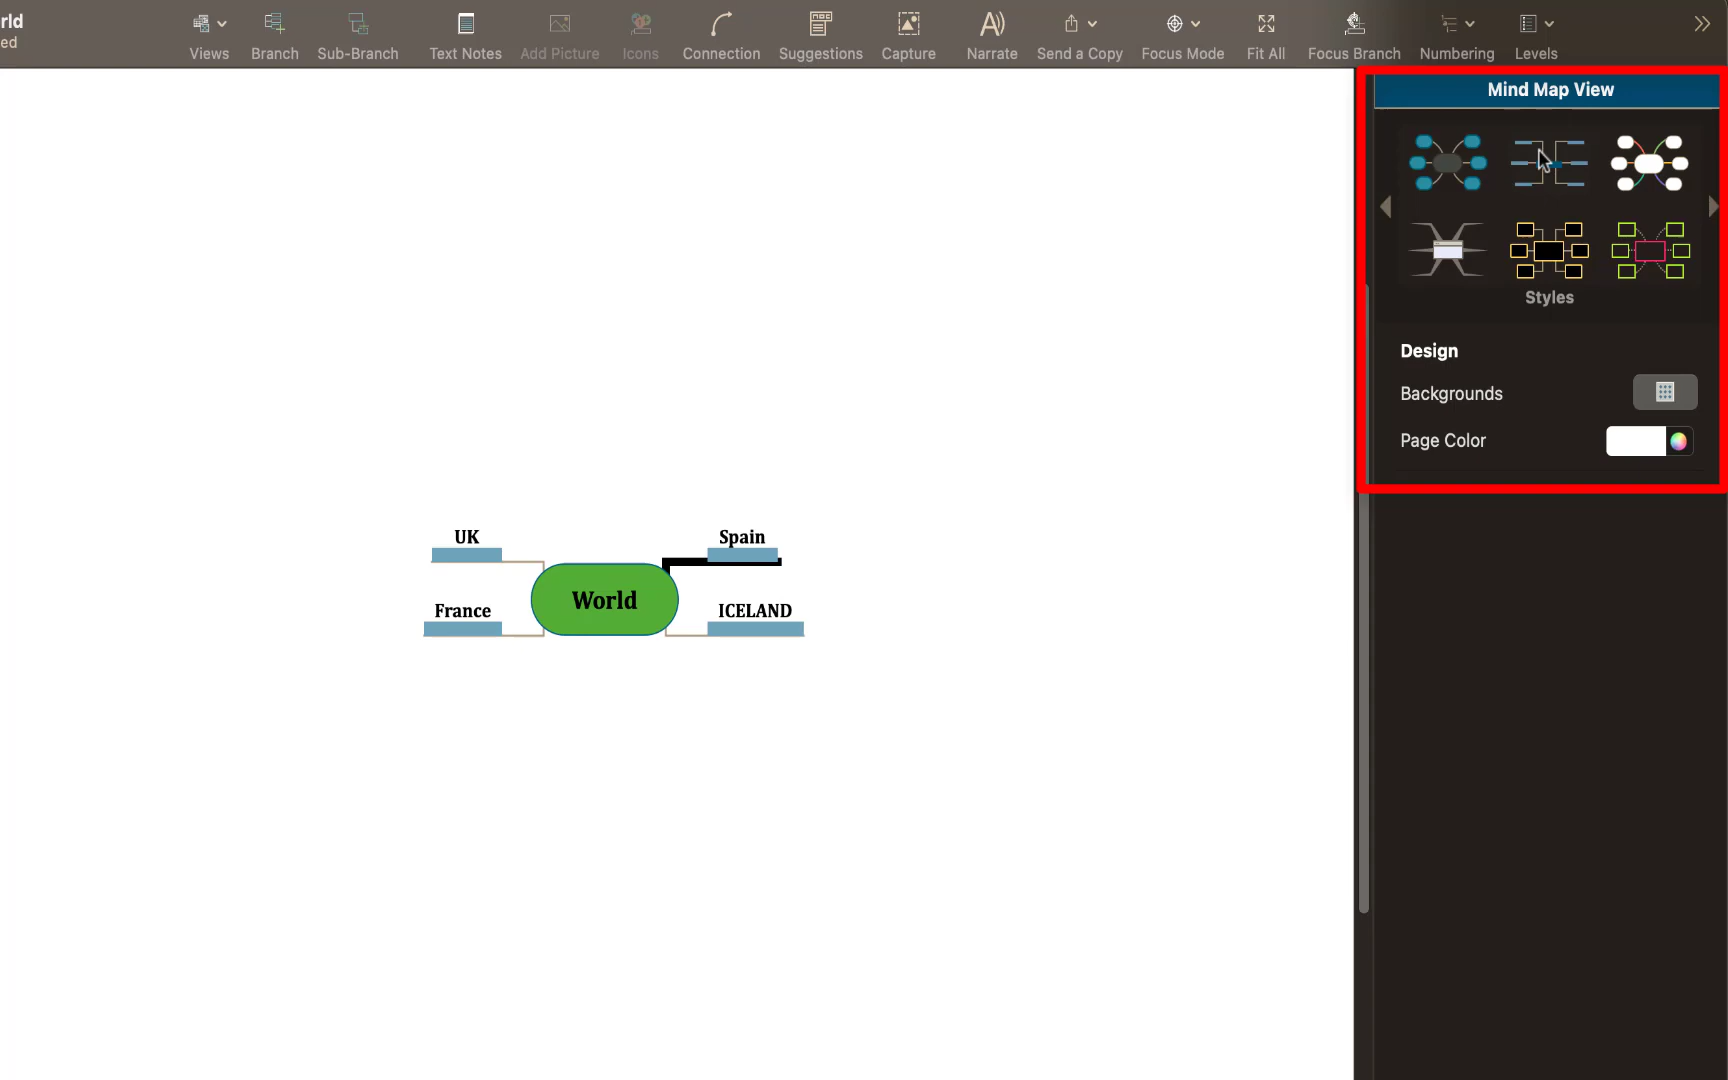 rld
ed
Views
Branch
Sub-Branch
Text Notes
Add Picture
Icons
Connection
Suggestions
Capture
Narrate
Send a Copy
Focus Mode
Fit All
Focus Branch
Numbering
Levels
Mind Map View
Styles
Design
Backgrounds
Page Color
UK
Spain
World
France
ICELAND